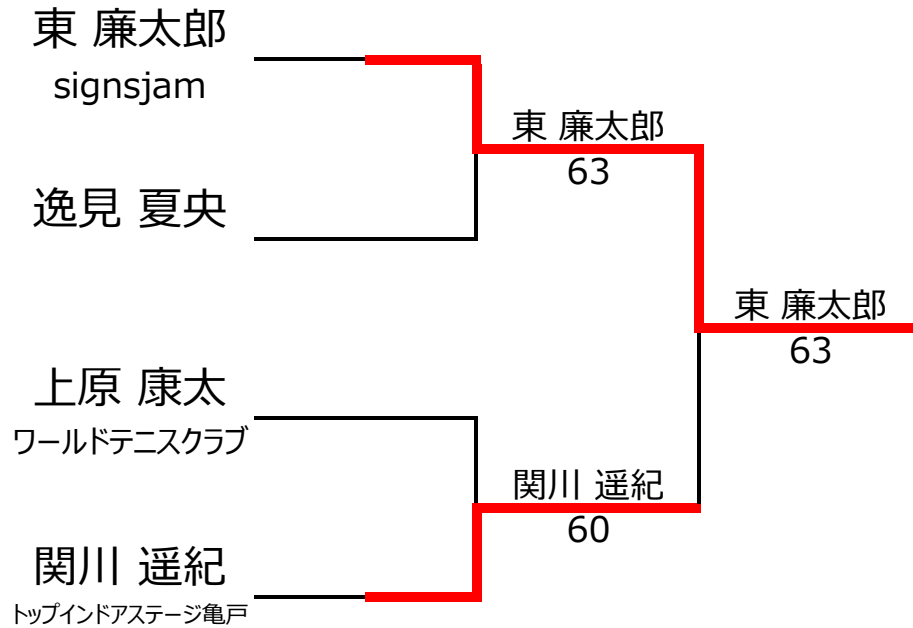 東 廉太郎
signsjam
逸見 夏央
上原 康太
ワールドテニスクラブ
関川 遥紀
トップインドアステージ亀戸
東 廉太郎
63
関川 遥紀
60
東 廉太郎
63